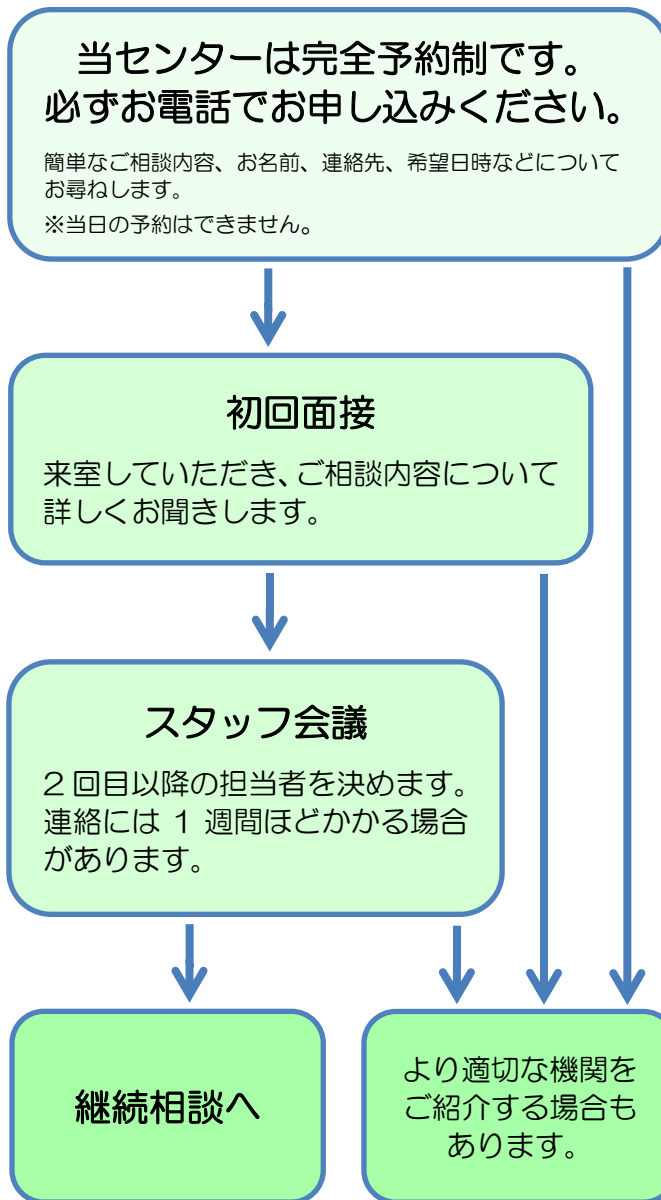 当センターは完全予約制です。
必ずお電話でお申し込みください。
簡単なご相談内容、お名前、連絡先、希望日時などについて
お尋ねします。
※当日の予約はできません。
初回面接
来室していただき、ご相談内容について
詳しくお聞きします。
スタッフ会議
2 回目以降の担当者を決めます。
連絡には 1 週間ほどかかる場合
があります。
継続相談へ
より適切な機関を
ご紹介する場合も
あります。